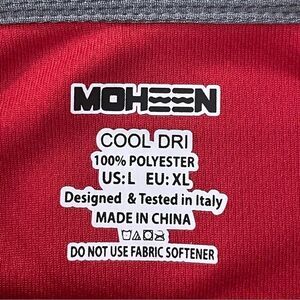 MOHEEN
COOL DRI
100% POLYESTER
US:L EU:XL
Designed & Tested in Italy
MADE IN CHINA
DO NOT USE FABRIC SOFTENER